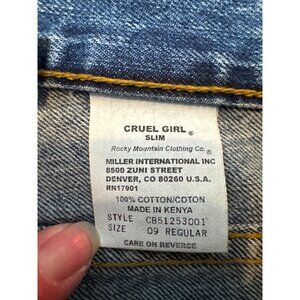 CRUEL GIRL®
SLIM
Rocky Mountain Clothing Co.®
MILLER INTERNATIONAL INC
8500 ZUNI STREET
DENVER, CO 80260 U.S.A.
RN17901
100% COTTON/COTON
MADE IN KENYA
STYLE CB51253001
SIZE 09 REGULAR
CARE ON REVERSE